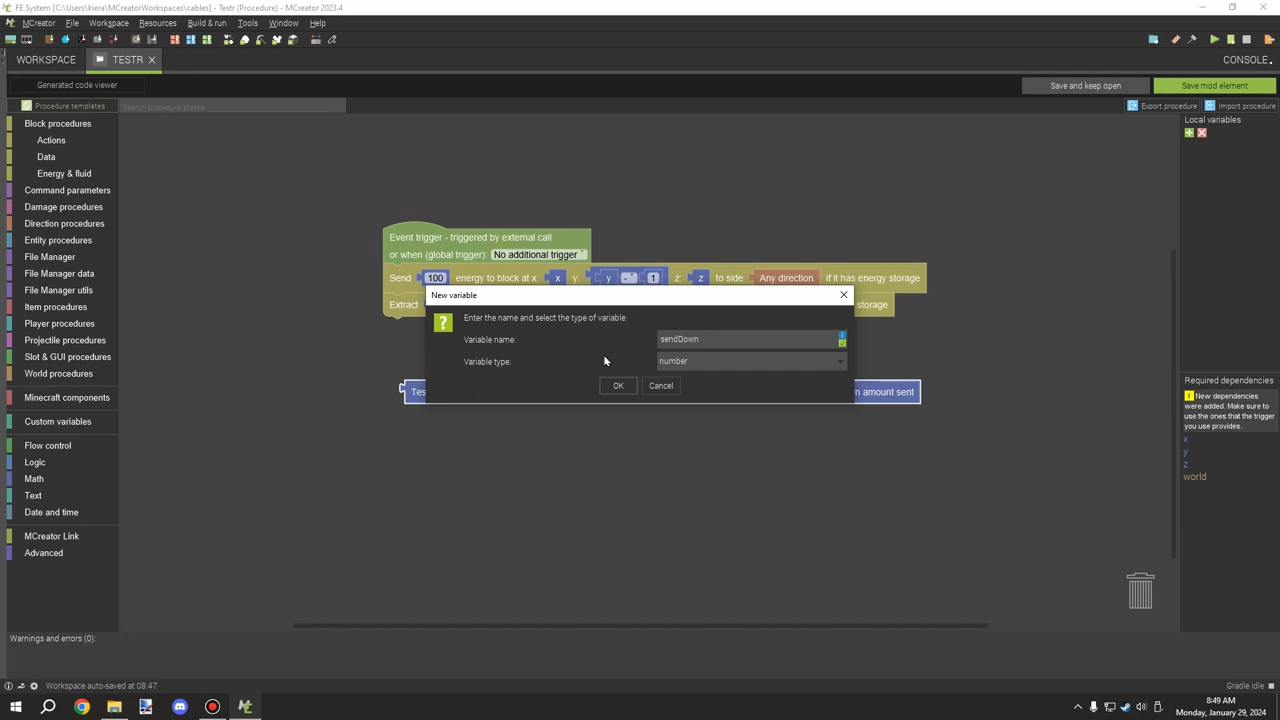 FE System [C:\Users\kiera\MCreatorWorkspaces\cables] - Testr (Procedure) - MCreator 2023.4
MCreator File Workspace Resources Build & run Tools Window Help
WORKSPACE TESTR CONSOLE
Generated code viewer Save and keep open Save mod element
Procedure templates Search procedure blocks Export procedure Import procedure
Block procedures
Actions
Data
Energy & fluid
Command parameters
Damage procedures
Direction procedures
Entity procedures
File Manager
File Manager data
File Manager utils
Item procedures
Player procedures
Projectile procedures
Slot & GUI procedures
World procedures
Minecraft components
Custom variables
Flow control
Logic
Math
Text
Date and time
MCreator Link
Advanced
Local variables
Event trigger - triggered by external call
or when (global trigger): No additional trigger
Send 100 energy to block at x: x y: y - 1 z: z to side Any direction if it has energy storage
Extract storage
New variable
Enter the name and select the type of variable:
Variable name: sendDown
Variable type: number
OK Cancel
Tes amount sent
Required dependencies
New dependencies
were added. Make sure to
use the ones that the trigger
you use provides.
x
y
z
world
Warnings and errors (0):
Workspace auto-saved at 08:47 Gradle idle
8:49 AM
Monday, January 29, 2024